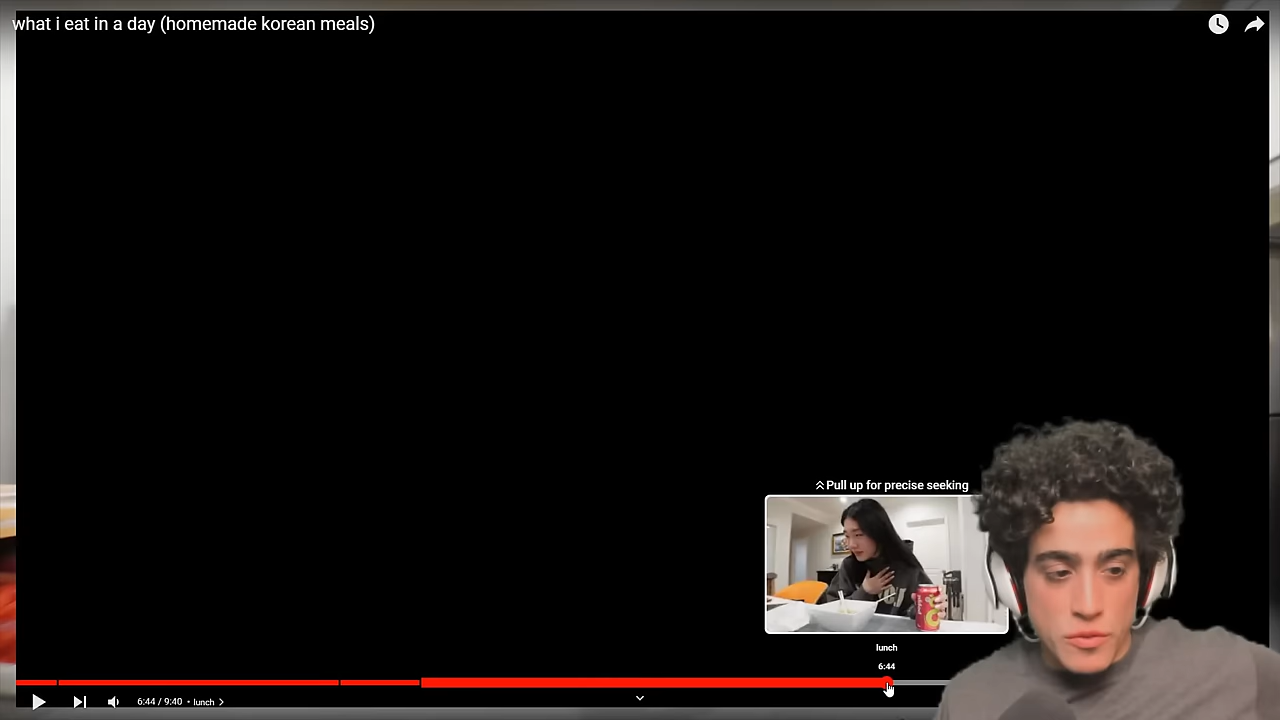 what i eat in a day (homemade korean meals)
Pull up for precise seeking
lunch
6:44
6:44 / 9:40 • lunch